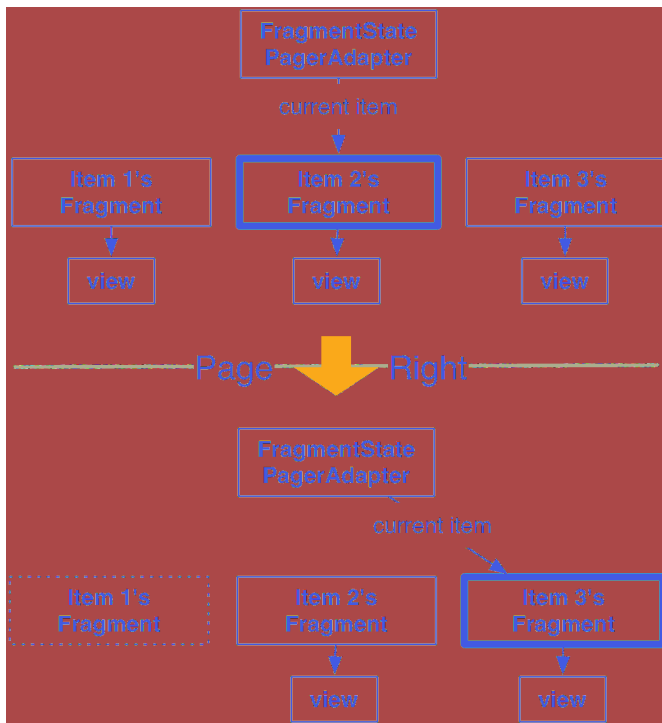 FragmentState
PagerAdapter
current item
Item 1's
Fragment
Item 2's
Fragment
Item 3's
Fragment
view
view
view
Page Right
FragmentState
PagerAdapter
current item
Item 1's
Fragment
Item 2's
Fragment
Item 3's
Fragment
view
view